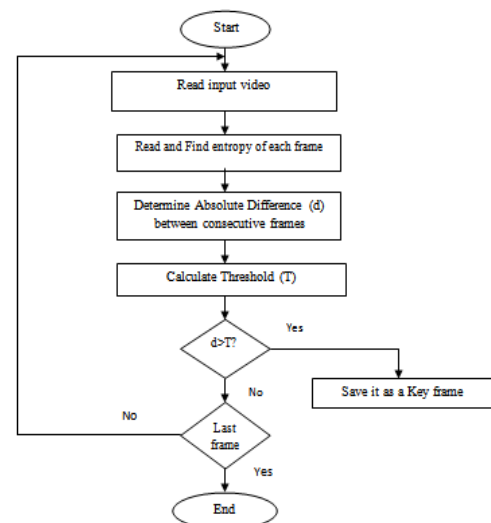 Start
Read input video
Read and Find entropy of each frame
Determine Absolute Difference (d)
between consecutive frames
Calculate Threshold (T)
d>T?
Yes
Save it as a Key frame
No
Last
frame
No
Yes
End